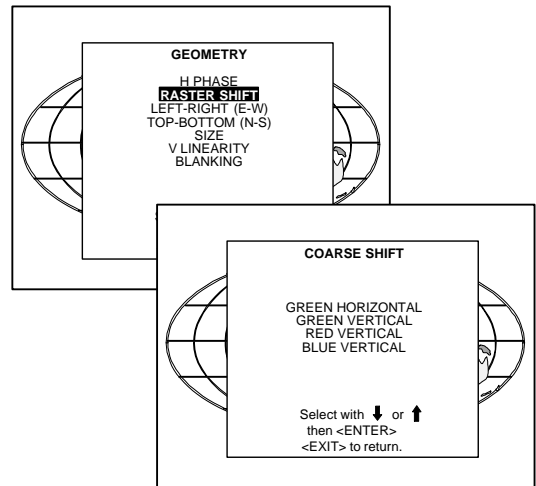 GEOMETRY
H PHASE
RASTER SHIFT
LEFT-RIGHT (E-W)
TOP-BOTTOM (N-S)
SIZE
V LINEARITY
BLANKING
COARSE SHIFT
GREEN HORIZONTAL
GREEN VERTICAL
RED VERTICAL
BLUE VERTICAL
Select with ⬇ or ⬆
then <ENTER>
<EXIT> to return.